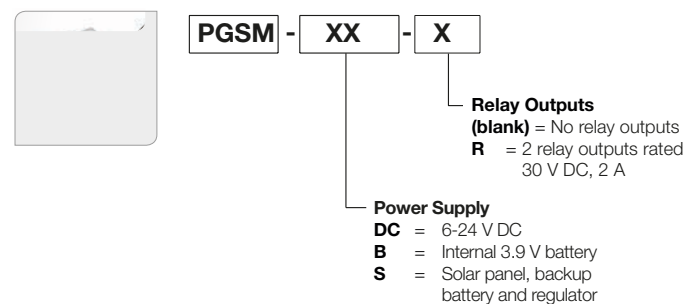 PGSM - XX - X
Relay Outputs
(blank) = No relay outputs
R = 2 relay outputs rated
30 V DC, 2 A
Power Supply
DC = 6-24 V DC
B = Internal 3.9 V battery
S = Solar panel, backup
battery and regulator